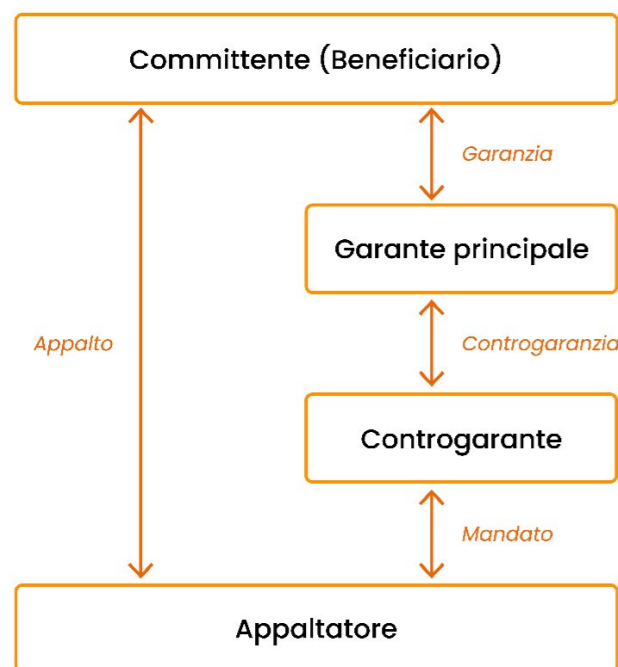 Committente (Beneficiario)
Garanzia
Garante principale
Appalto
Controgaranzia
Controgarante
Mandato
Appaltatore